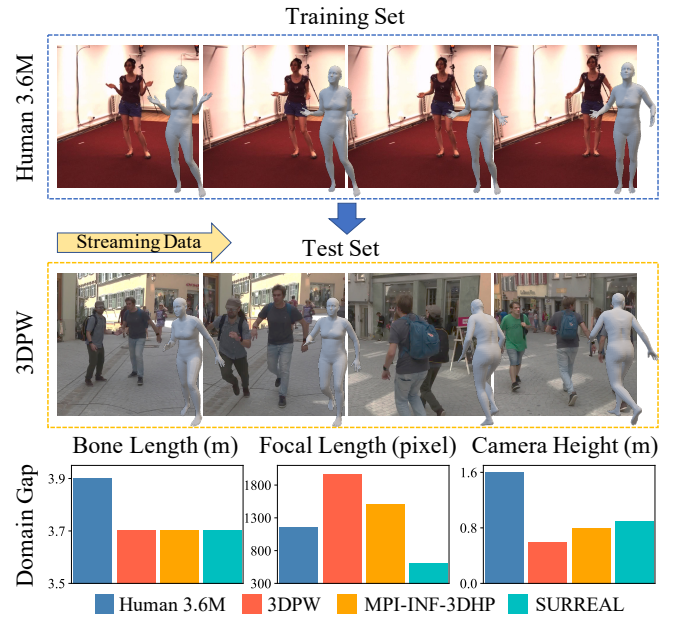 Training Set
Human 3.6M
Streaming Data
Test Set
3DPW
Bone Length (m) Focal Length (pixel) Camera Height (m)
Domain Gap
3.9
3.7
3.5
1800
1300
800
300
1.6
0.8
0.0
Human 3.6M 3DPW MPI-INF-3DHP SURREAL